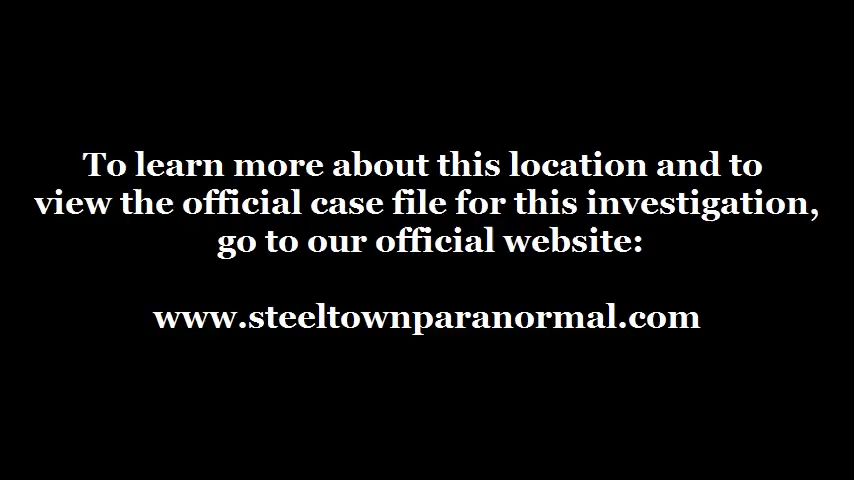 To learn more about this location and to
view the official case file for this investigation,
go to our official website:
www.steeltownparanormal.com